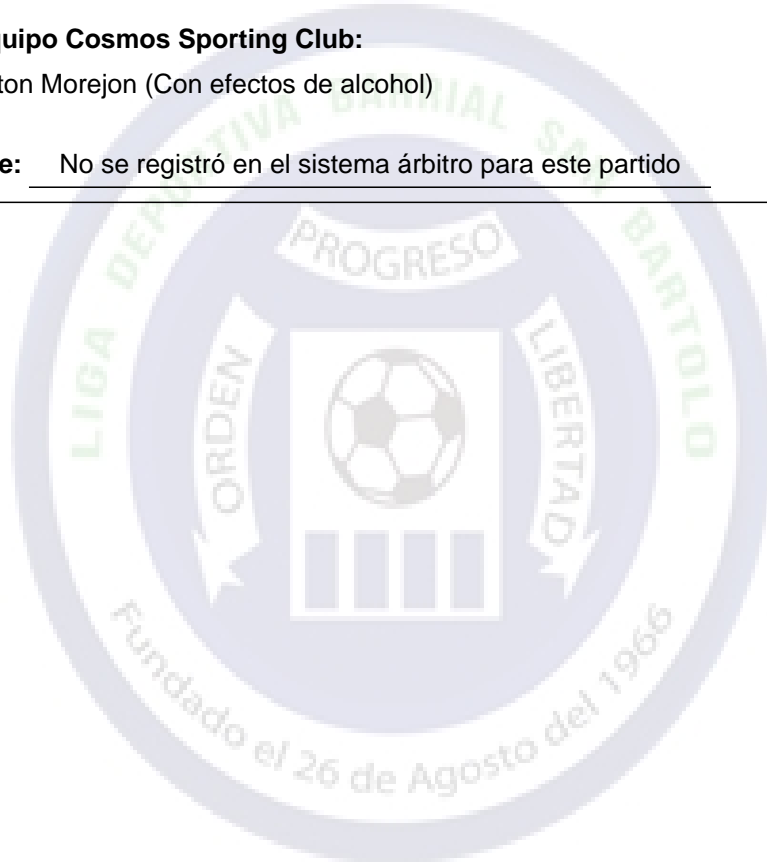 quipo Cosmos Sporting Club:
ton Morejon (Con efectos de alcohol)
e: No se registró en el sistema árbitro para este partido
LIGA DEPORTIVA BARRIAL SAN BARTOLO
PROGRESO
ORDEN
LIBERTAD
Fundado el 26 de Agosto del 1966